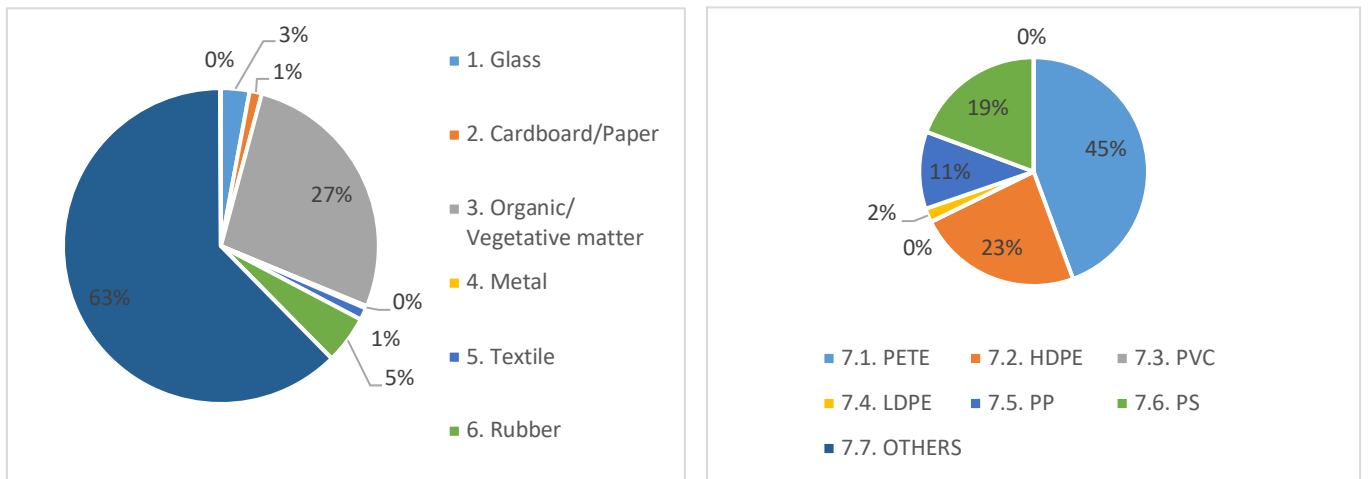 0%
3%
1%
27%
0%
1%
5%
63%
1. Glass
2. Cardboard/Paper
3. Organic/
Vegetative matter
4. Metal
5. Textile
6. Rubber
0%
45%
23%
0%
2%
11%
19%
7.1. PETE 7.2. HDPE 7.3. PVC
7.4. LDPE 7.5. PP 7.6. PS
7.7. OTHERS